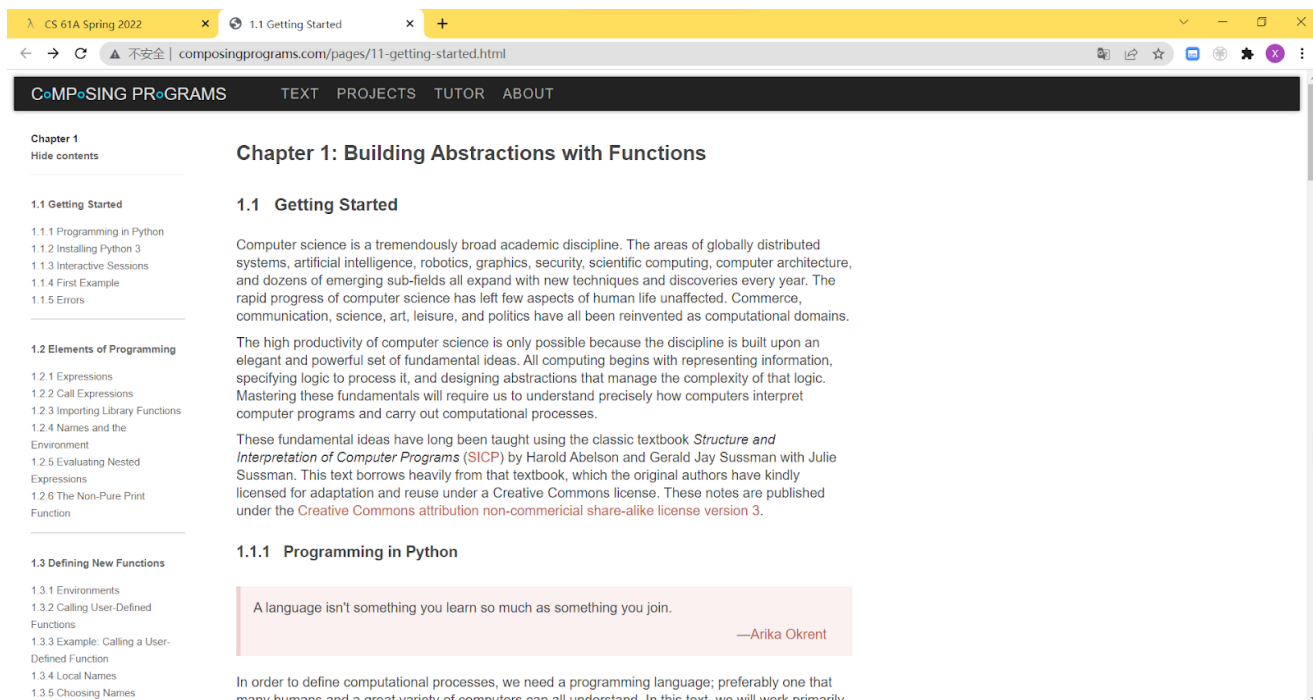 λ CS 61A Spring 2022
1.1 Getting Started
不安全 | composingprograms.com/pages/11-getting-started.html
X
COMPOSING PROGRAMS TEXT PROJECTS TUTOR ABOUT
Chapter 1
Hide contents
1.1 Getting Started
1.1.1 Programming in Python
1.1.2 Installing Python 3
1.1.3 Interactive Sessions
1.1.4 First Example
1.1.5 Errors
1.2 Elements of Programming
1.2.1 Expressions
1.2.2 Call Expressions
1.2.3 Importing Library Functions
1.2.4 Names and the
Environment
1.2.5 Evaluating Nested
Expressions
1.2.6 The Non-Pure Print
Function
1.3 Defining New Functions
1.3.1 Environments
1.3.2 Calling User-Defined
Functions
1.3.3 Example: Calling a User-
Defined Function
1.3.4 Local Names
1.3.5 Choosing Names
Chapter 1: Building Abstractions with Functions
1.1 Getting Started
Computer science is a tremendously broad academic discipline. The areas of globally distributed
systems, artificial intelligence, robotics, graphics, security, scientific computing, computer architecture,
and dozens of emerging sub-fields all expand with new techniques and discoveries every year. The
rapid progress of computer science has left few aspects of human life unaffected. Commerce,
communication, science, art, leisure, and politics have all been reinvented as computational domains.
The high productivity of computer science is only possible because the discipline is built upon an
elegant and powerful set of fundamental ideas. All computing begins with representing information,
specifying logic to process it, and designing abstractions that manage the complexity of that logic.
Mastering these fundamentals will require us to understand precisely how computers interpret
computer programs and carry out computational processes.
These fundamental ideas have long been taught using the classic textbook Structure and
Interpretation of Computer Programs (SICP) by Harold Abelson and Gerald Jay Sussman with Julie
Sussman. This text borrows heavily from that textbook, which the original authors have kindly
licensed for adaptation and reuse under a Creative Commons license. These notes are published
under the Creative Commons attribution non-commericial share-alike license version 3.
1.1.1 Programming in Python
A language isn't something you learn so much as something you join.
—Arika Okrent
In order to define computational processes, we need a programming language; preferably one that
many humans and a great variety of computers can all understand. In this text, we will work primarily